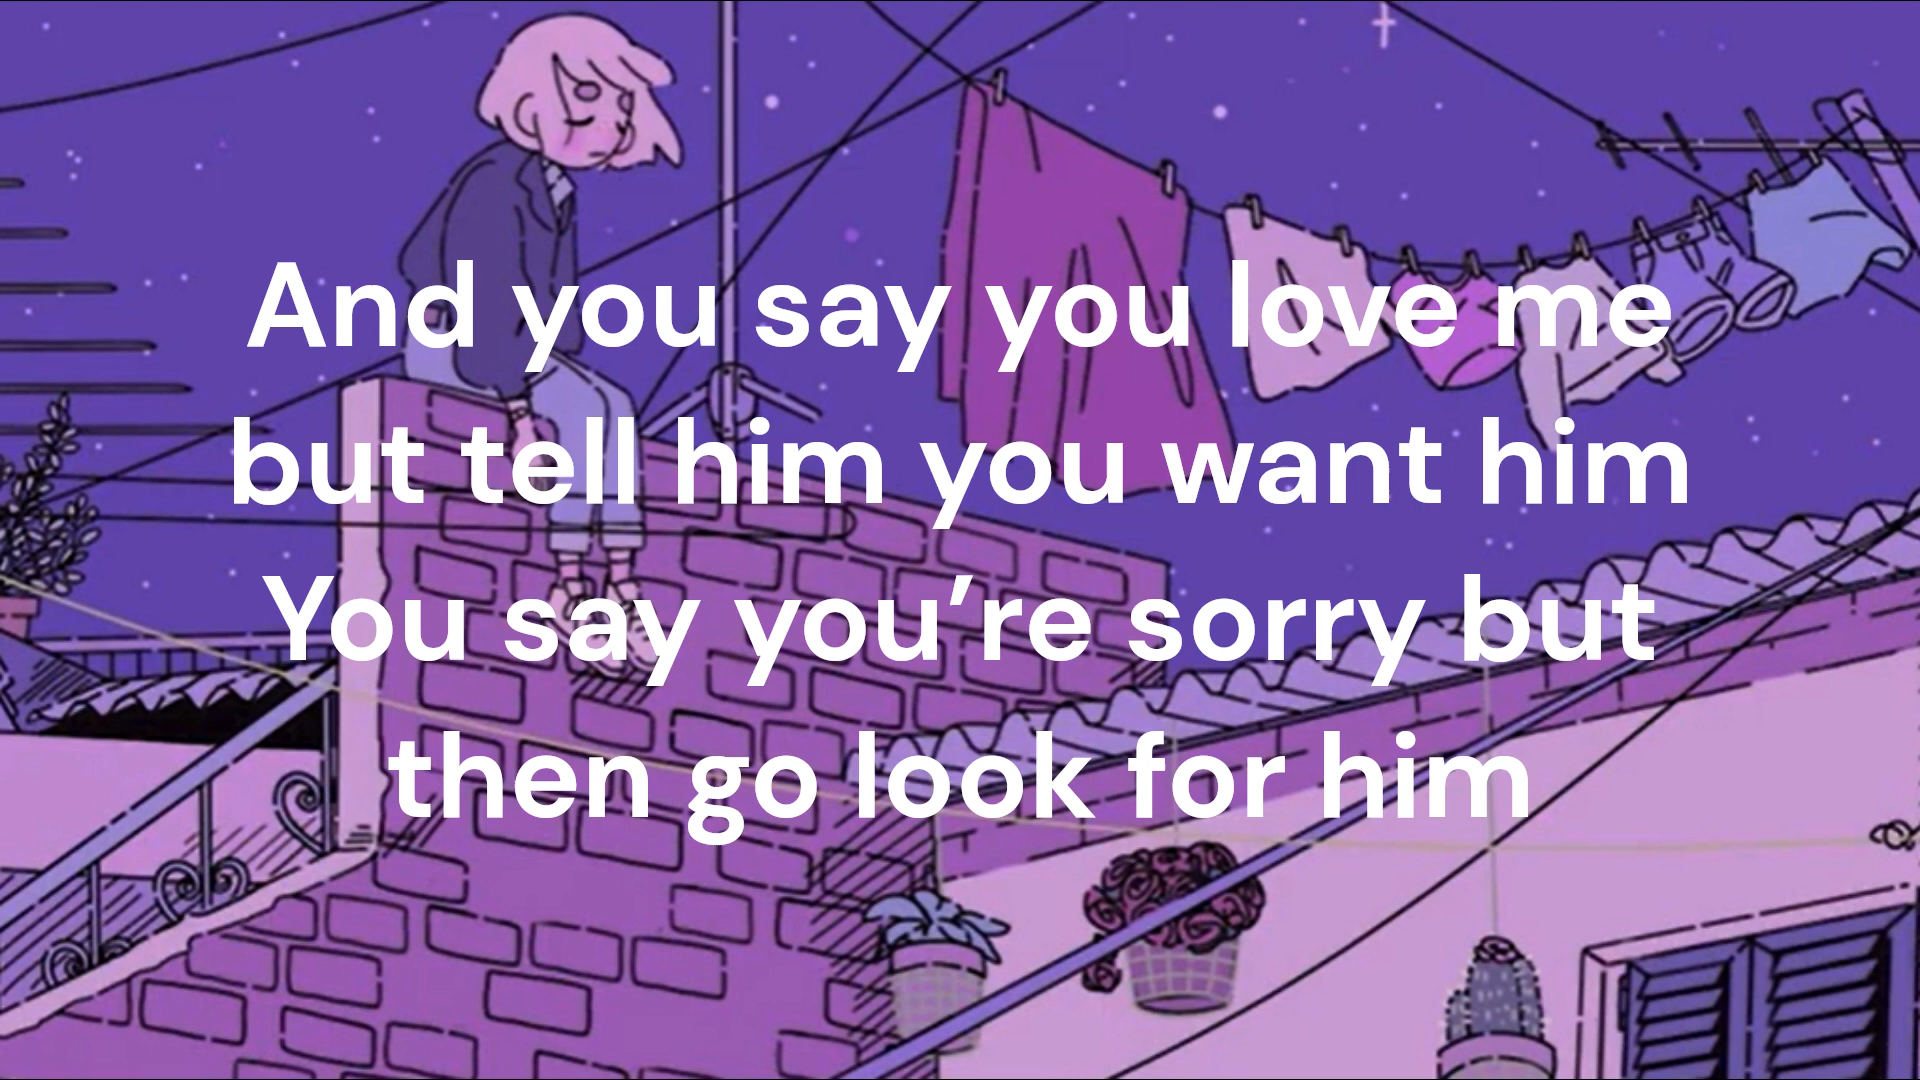 And you say you love me
but tell him you want him
You say you’re sorry but
then go look for him